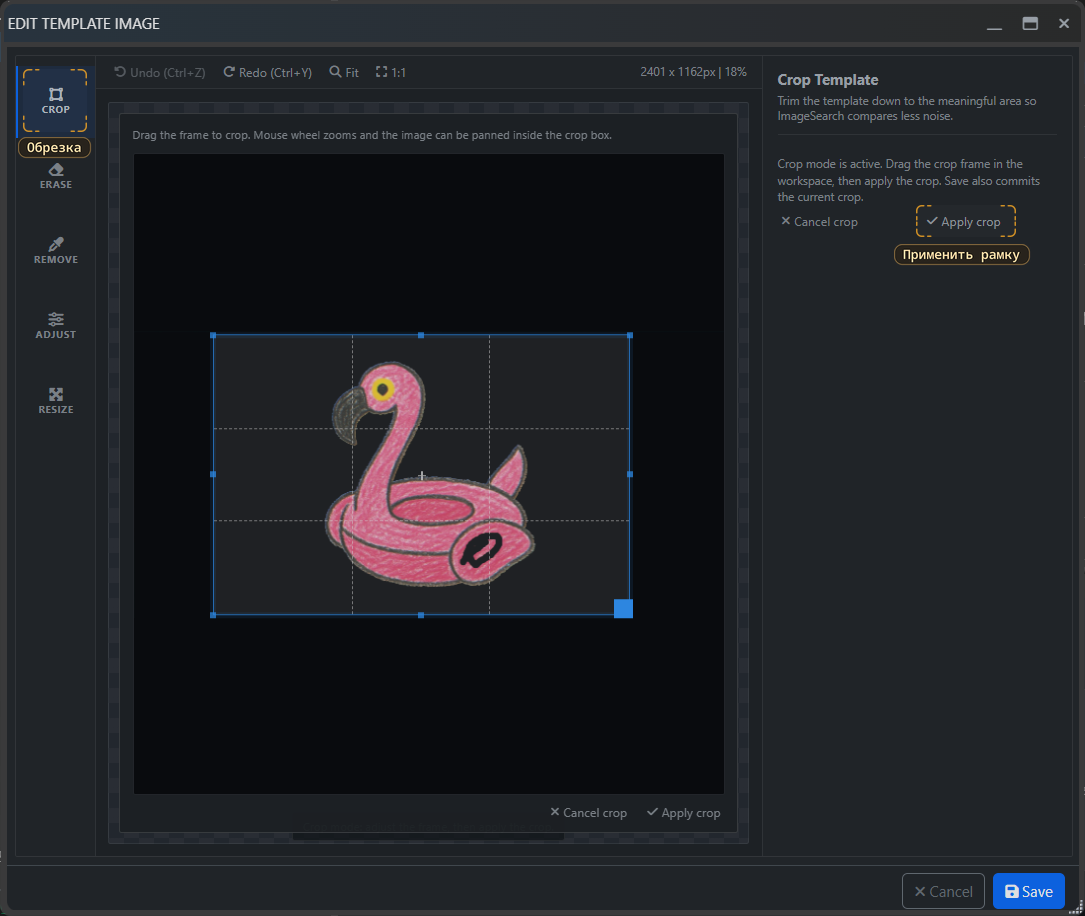 EDIT TEMPLATE IMAGE
CROP
Обрезка
ERASE
REMOVE
ADJUST
RESIZE
Undo (Ctrl+Z) Redo (Ctrl+Y) Fit 1:1 2401 x 1162px | 18%
Drag the frame to crop. Mouse wheel zooms and the image can be panned inside the crop box.
Cancel crop Apply crop
Crop Template
Trim the template down to the meaningful area so
ImageSearch compares less noise.
Crop mode is active. Drag the crop frame in the
workspace, then apply the crop. Save also commits
the current crop.
Cancel crop Apply crop
Применить рамку
Cancel Save